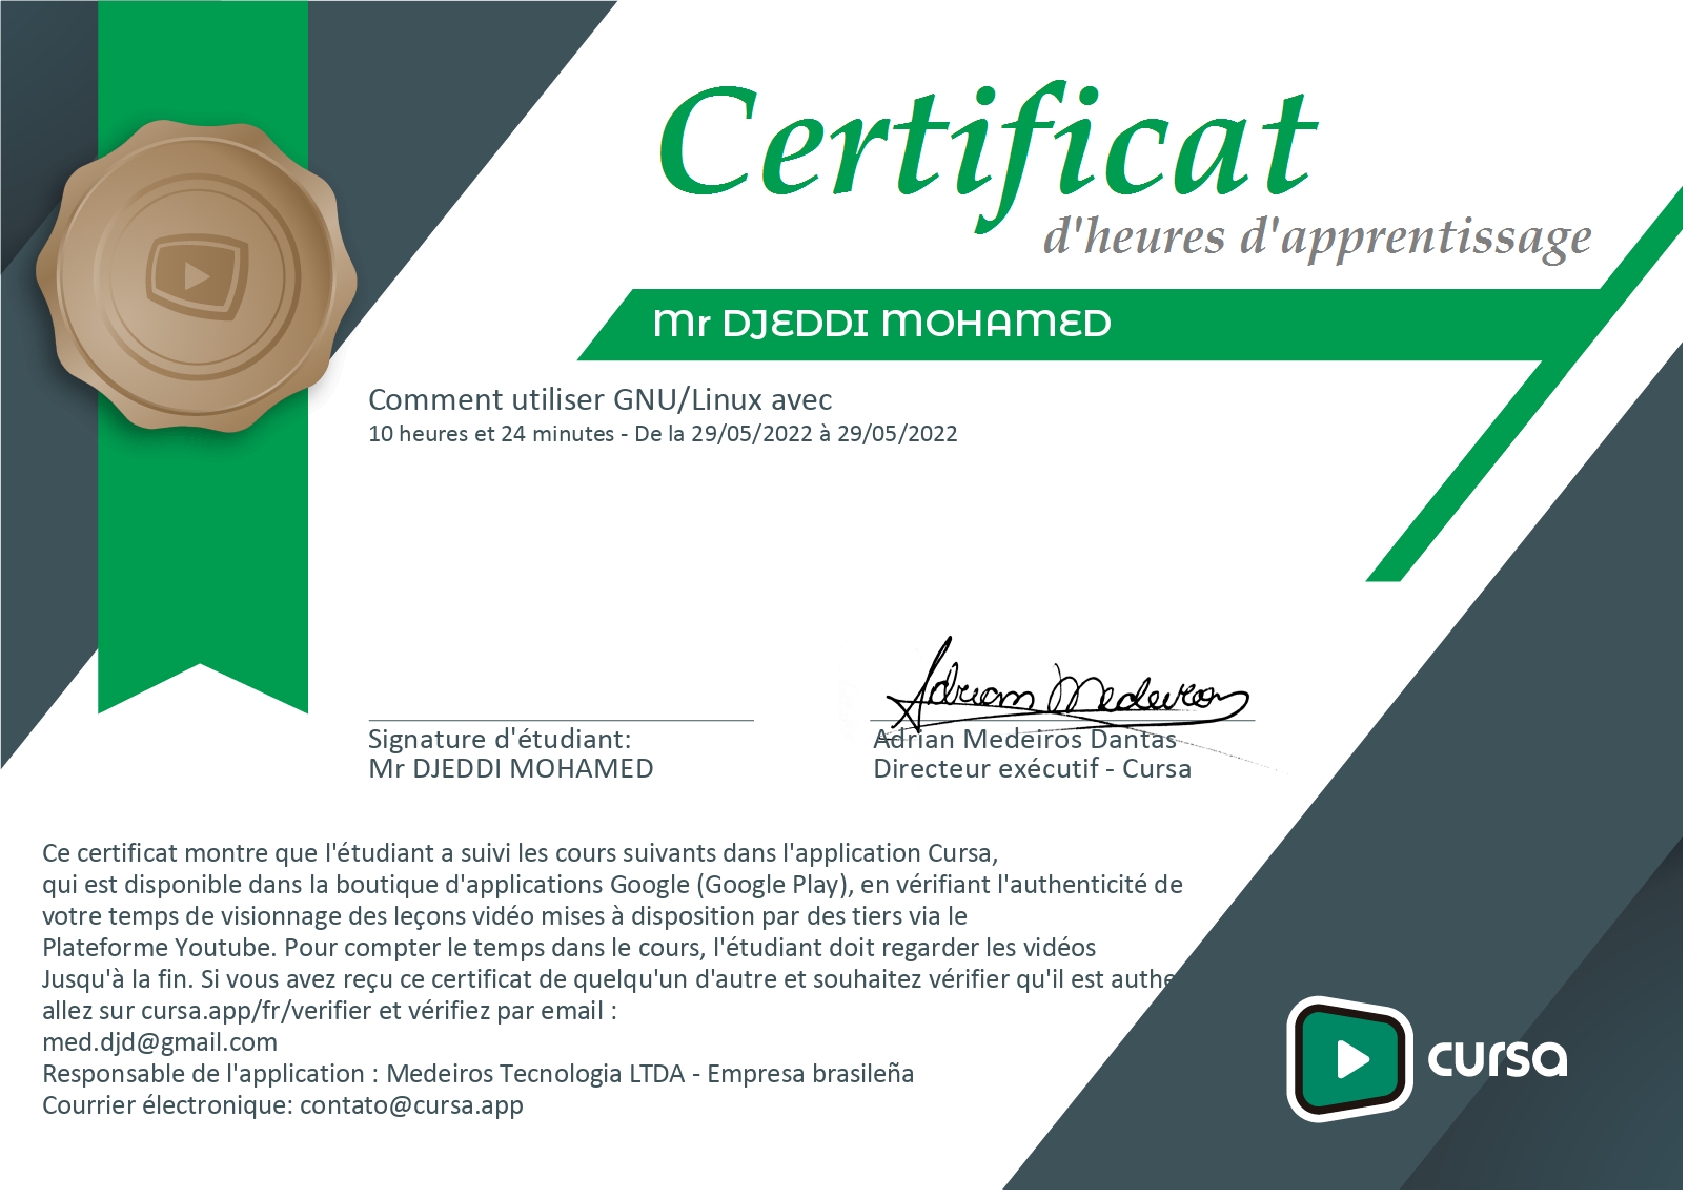 Certificat
d'heures d'apprentissage
Mr DJEDDI MOHAMED
Comment utiliser GNU/Linux avec
10 heures et 24 minutes - De la 29/05/2022 à 29/05/2022
Adrian Medeiros
Signature d'étudiant:
Mr DJEDDI MOHAMED
Adrian Medeiros Dantas
Directeur exécutif - Cursa
Ce certificat montre que l'étudiant a suivi les cours suivants dans l'application Cursa,
qui est disponible dans la boutique d'applications Google (Google Play), en vérifiant l'authenticité de
votre temps de visionnage des leçons vidéo mises à disposition par des tiers via le
Plateforme Youtube. Pour compter le temps dans le cours, l'étudiant doit regarder les vidéos
Jusqu'à la fin. Si vous avez reçu ce certificat de quelqu'un d'autre et souhaitez vérifier qu'il est authe
allez sur cursa.app/fr/verifier et vérifiez par email :
med.djd@gmail.com
Responsable de l'application : Medeiros Tecnologia LTDA - Empresa brasileña
Courrier électronique: contato@cursa.app
cursa